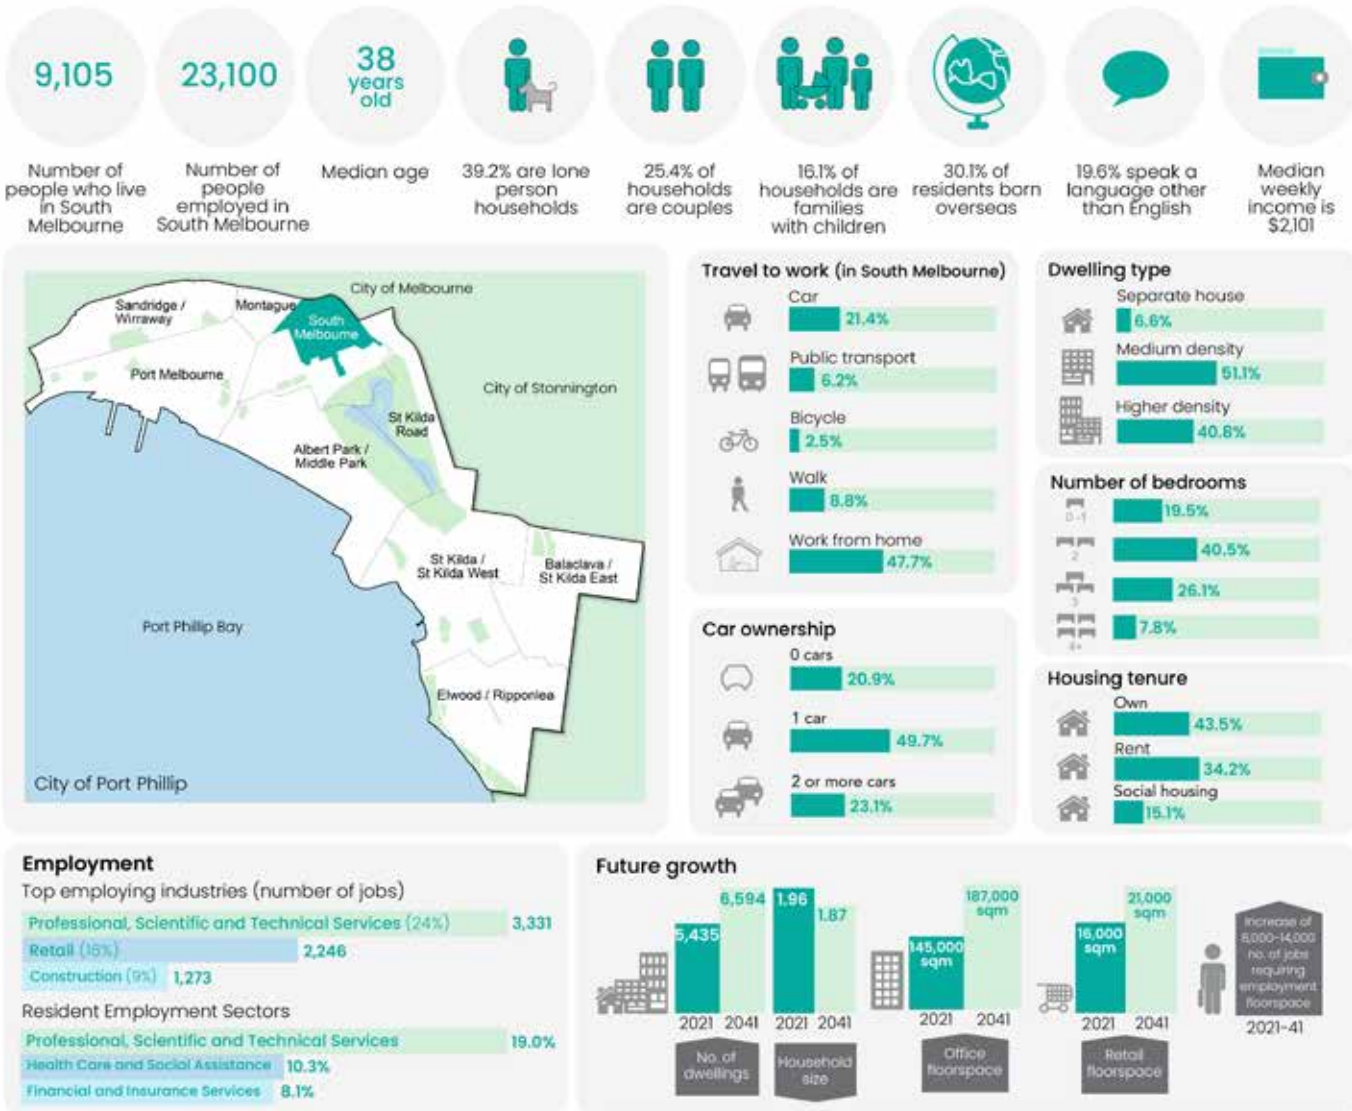 9,105
Number of
people who live
in South
Melbourne
23,100
Number of
people
employed in
South Melbourne
38
years
old
Median age
39.2% are lone
person
households
25.4% of
households
are couples
16.1% of
households are
families
with children
30.1% of
residents born
overseas
19.6% speak a
language other
than English
Median
weekly
income is
$2,101
Sandridge /
Wirraway
Montague
City of Melbourne
South
Melbourne
Port Melbourne
City of Stonnington
St Kilda
Road
Albert Park /
Middle Park
St Kilda /
St Kilda West
Balaclava /
St Kilda East
Port Phillip Bay
Elwood / Ripponlea
City of Port Phillip
Travel to work (in South Melbourne)
Car
21.4%
Public transport
6.2%
Bicycle
2.5%
Walk
8.8%
Work from home
47.7%
Car ownership
0 cars
20.9%
1 car
49.7%
2 or more cars
23.1%
Dwelling type
Separate house
6.6%
Medium density
51.1%
Higher density
40.8%
Number of bedrooms
0-1
19.5%
2
40.5%
3
26.1%
4+
7.8%
Housing tenure
Own
43.5%
Rent
34.2%
Social housing
15.1%
Employment
Top employing industries (number of jobs)
Professional, Scientific and Technical Services (24%) 3,331
Retail (16%) 2,246
Construction (9%) 1,273
Resident Employment Sectors
Professional, Scientific and Technical Services 19.0%
Health Care and Social Assistance 10.3%
Financial and Insurance Services 8.1%
Future growth
5,435
6,594
2021 2041
No. of
dwellings
1.96
1.87
2021 2041
Household
size
145,000
sqm
187,000
sqm
2021 2041
Office
floorspace
16,000
sqm
21,000
sqm
2021 2041
Retail
floorspace
Increase of
no. of jobs
requiring
employment
floorspace
2021-41